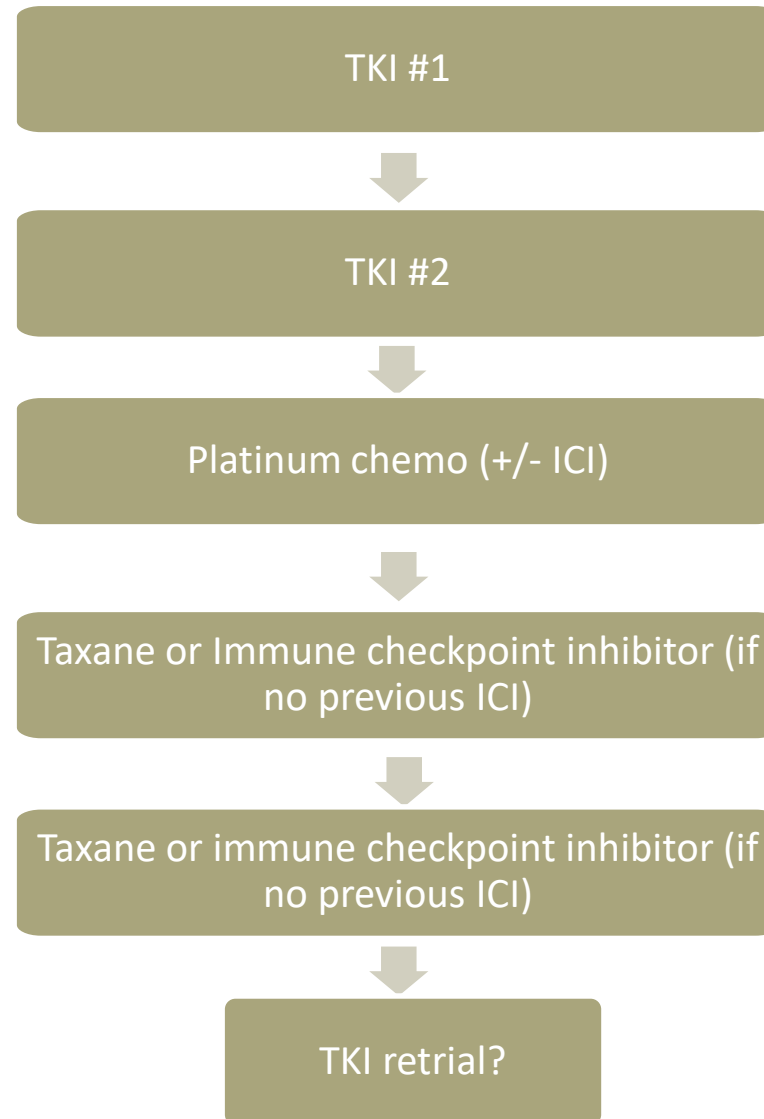 TKI #1
TKI #2
Platinum chemo (+/- ICI)
Taxane or Immune checkpoint inhibitor (if
no previous ICI)
Taxane or immune checkpoint inhibitor (if
no previous ICI)
TKI retrial?